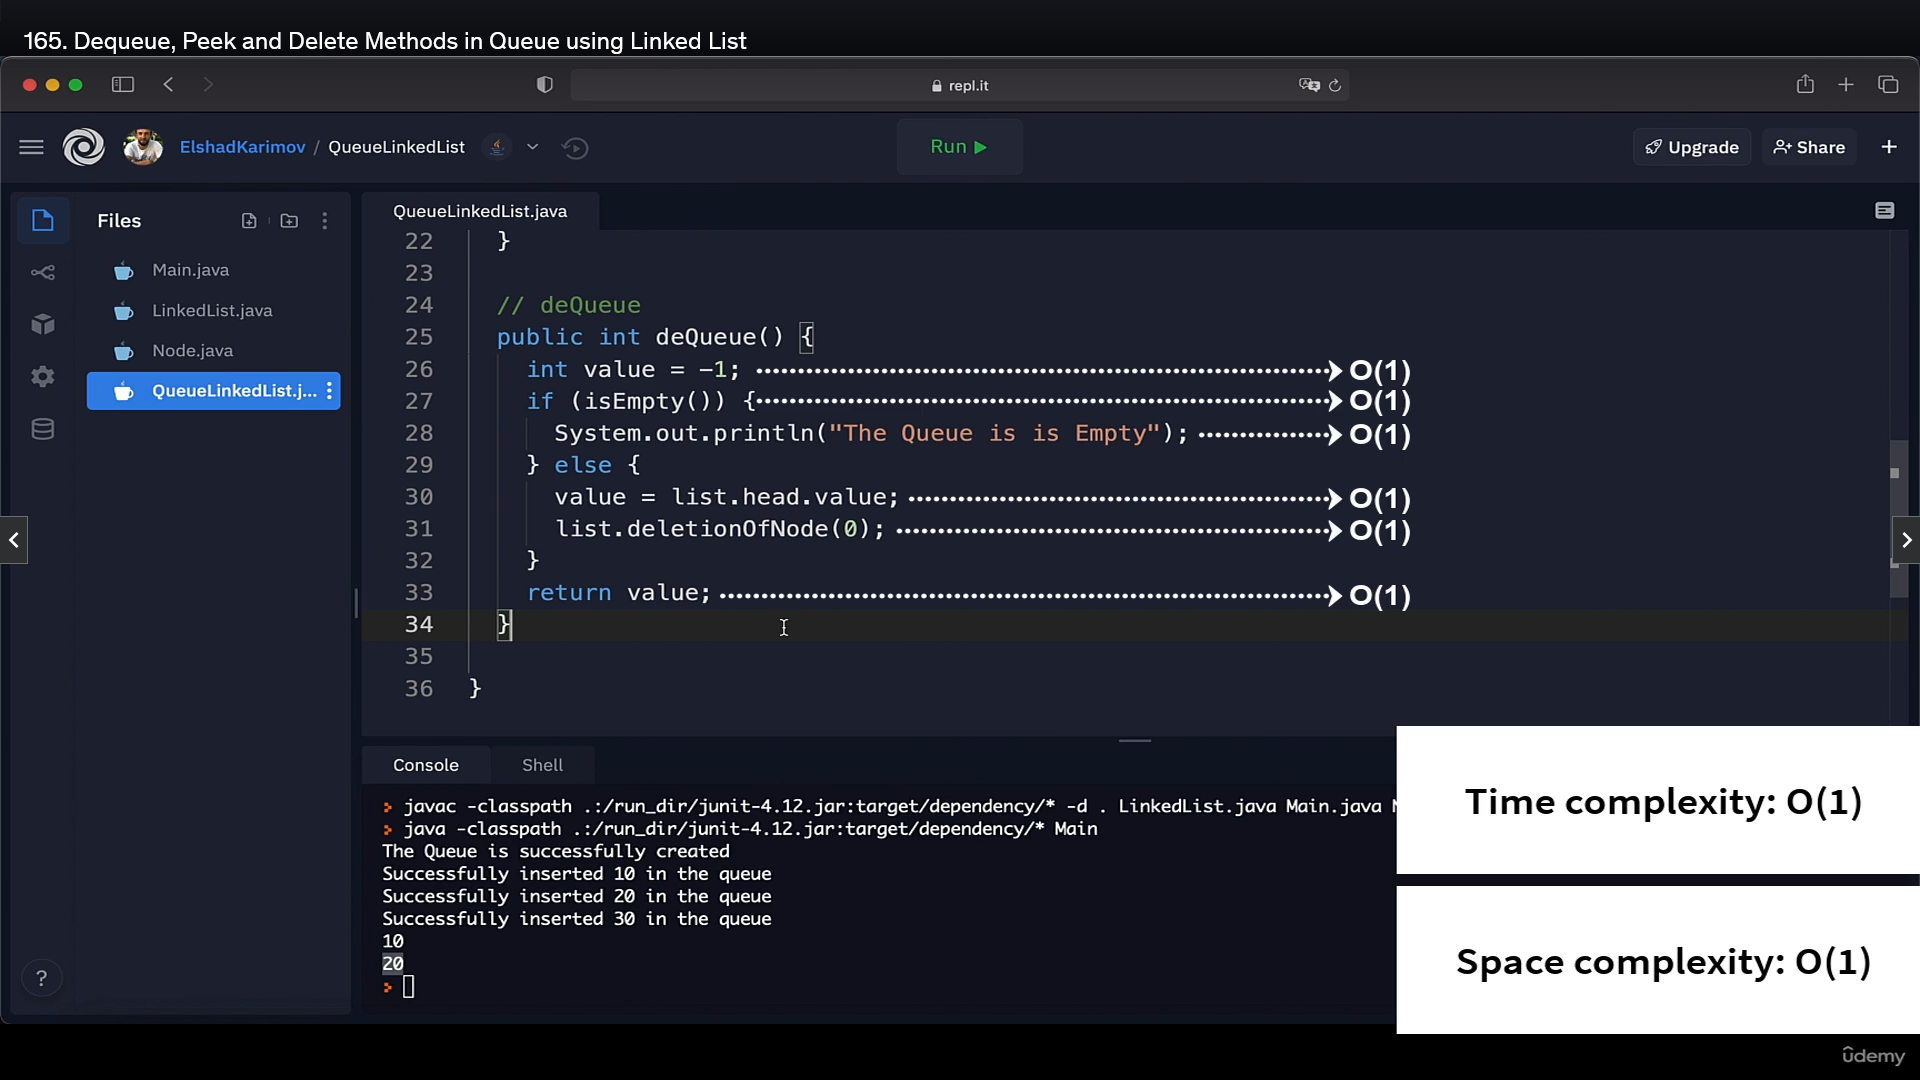 165. Dequeue, Peek and Delete Methods in Queue using Linked List
repl.it
ElshadKarimov / QueueLinkedList
Run
Upgrade
Share
Files
Main.java
LinkedList.java
Node.java
QueueLinkedList.j...
QueueLinkedList.java
22 }
23
24 // deQueue
25 public int deQueue() {
26 int value = -1; O(1)
27 if (isEmpty()) { O(1)
28 System.out.println("The Queue is is Empty"); O(1)
29 } else {
30 value = list.head.value; O(1)
31 list.deletionOfNode(0); O(1)
32 }
33 return value; O(1)
34 }
35
36 }
Console
Shell
> javac -classpath .:/run_dir/junit-4.12.jar:target/dependency/* -d . LinkedList.java Main.java
> java -classpath .:/run_dir/junit-4.12.jar:target/dependency/* Main
The Queue is successfully created
Successfully inserted 10 in the queue
Successfully inserted 20 in the queue
Successfully inserted 30 in the queue
10
20
>
?
Time complexity: O(1)
Space complexity: O(1)
ûdemy